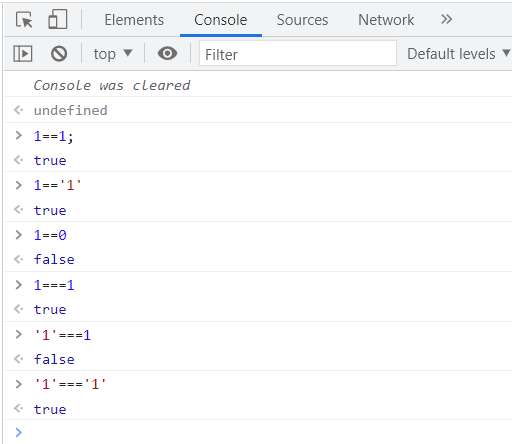 Elements Console Sources Network »
top ▼ Filter Default levels ▼
Console was cleared
undefined
> 1==1;
true
> 1=='1'
true
> 1==0
false
> 1===1
true
> '1'===1
false
> '1'==='1'
true
>